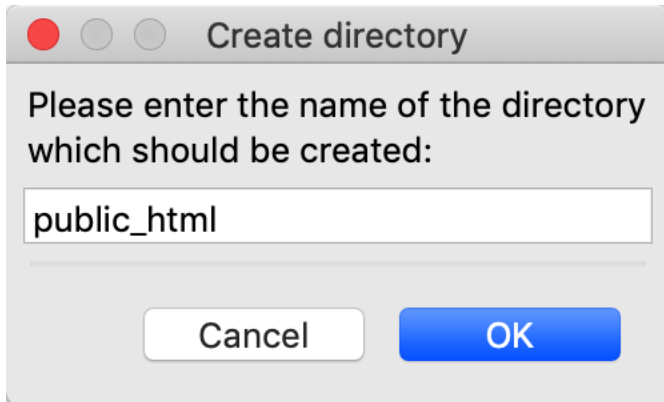 Create directory
Please enter the name of the directory
which should be created:
public_html
Cancel
OK